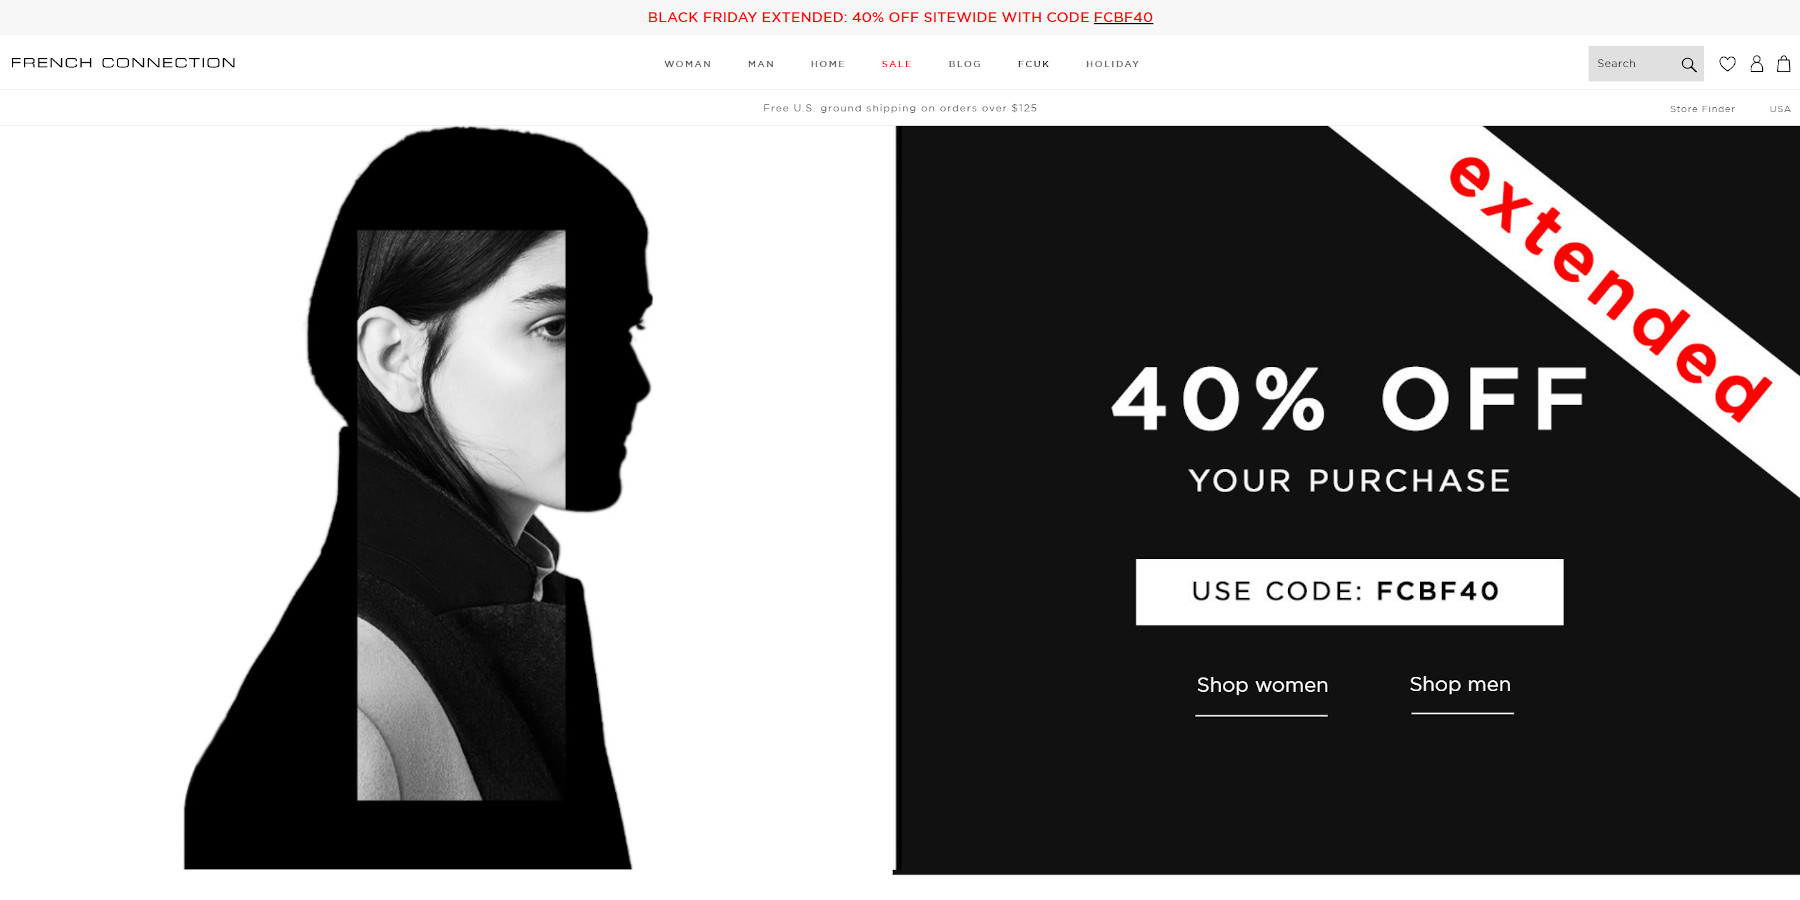 BLACK FRIDAY EXTENDED: 40% OFF SITEWIDE WITH CODE FCBF40
FRENCH CONNECTION
WOMAN MAN HOME SALE BLOG FCUK HOLIDAY
Search
Free U.S. ground shipping on orders over $125
Store Finder USA
extended
40% OFF
YOUR PURCHASE
USE CODE: FCBF40
Shop women Shop men